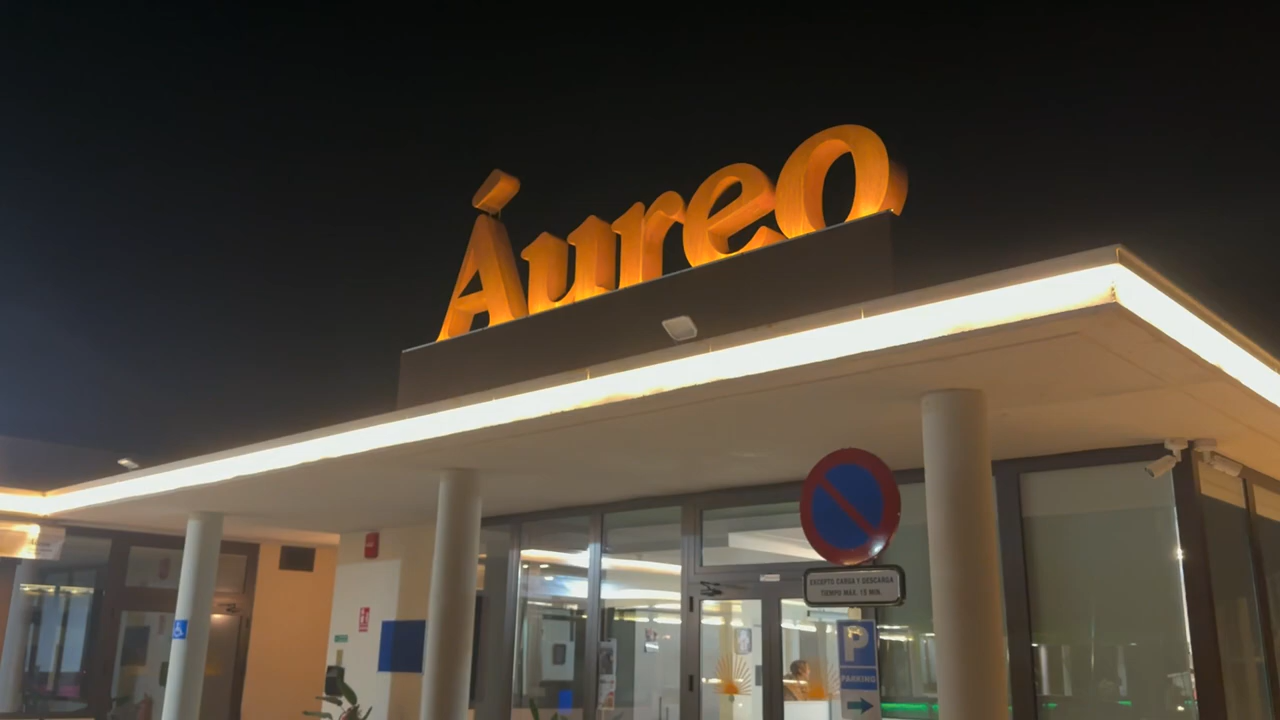 Áureo
EXCEPTO CARGA Y DESCARGA
TIEMPO MAX. 15 MIN.
P
PARKING